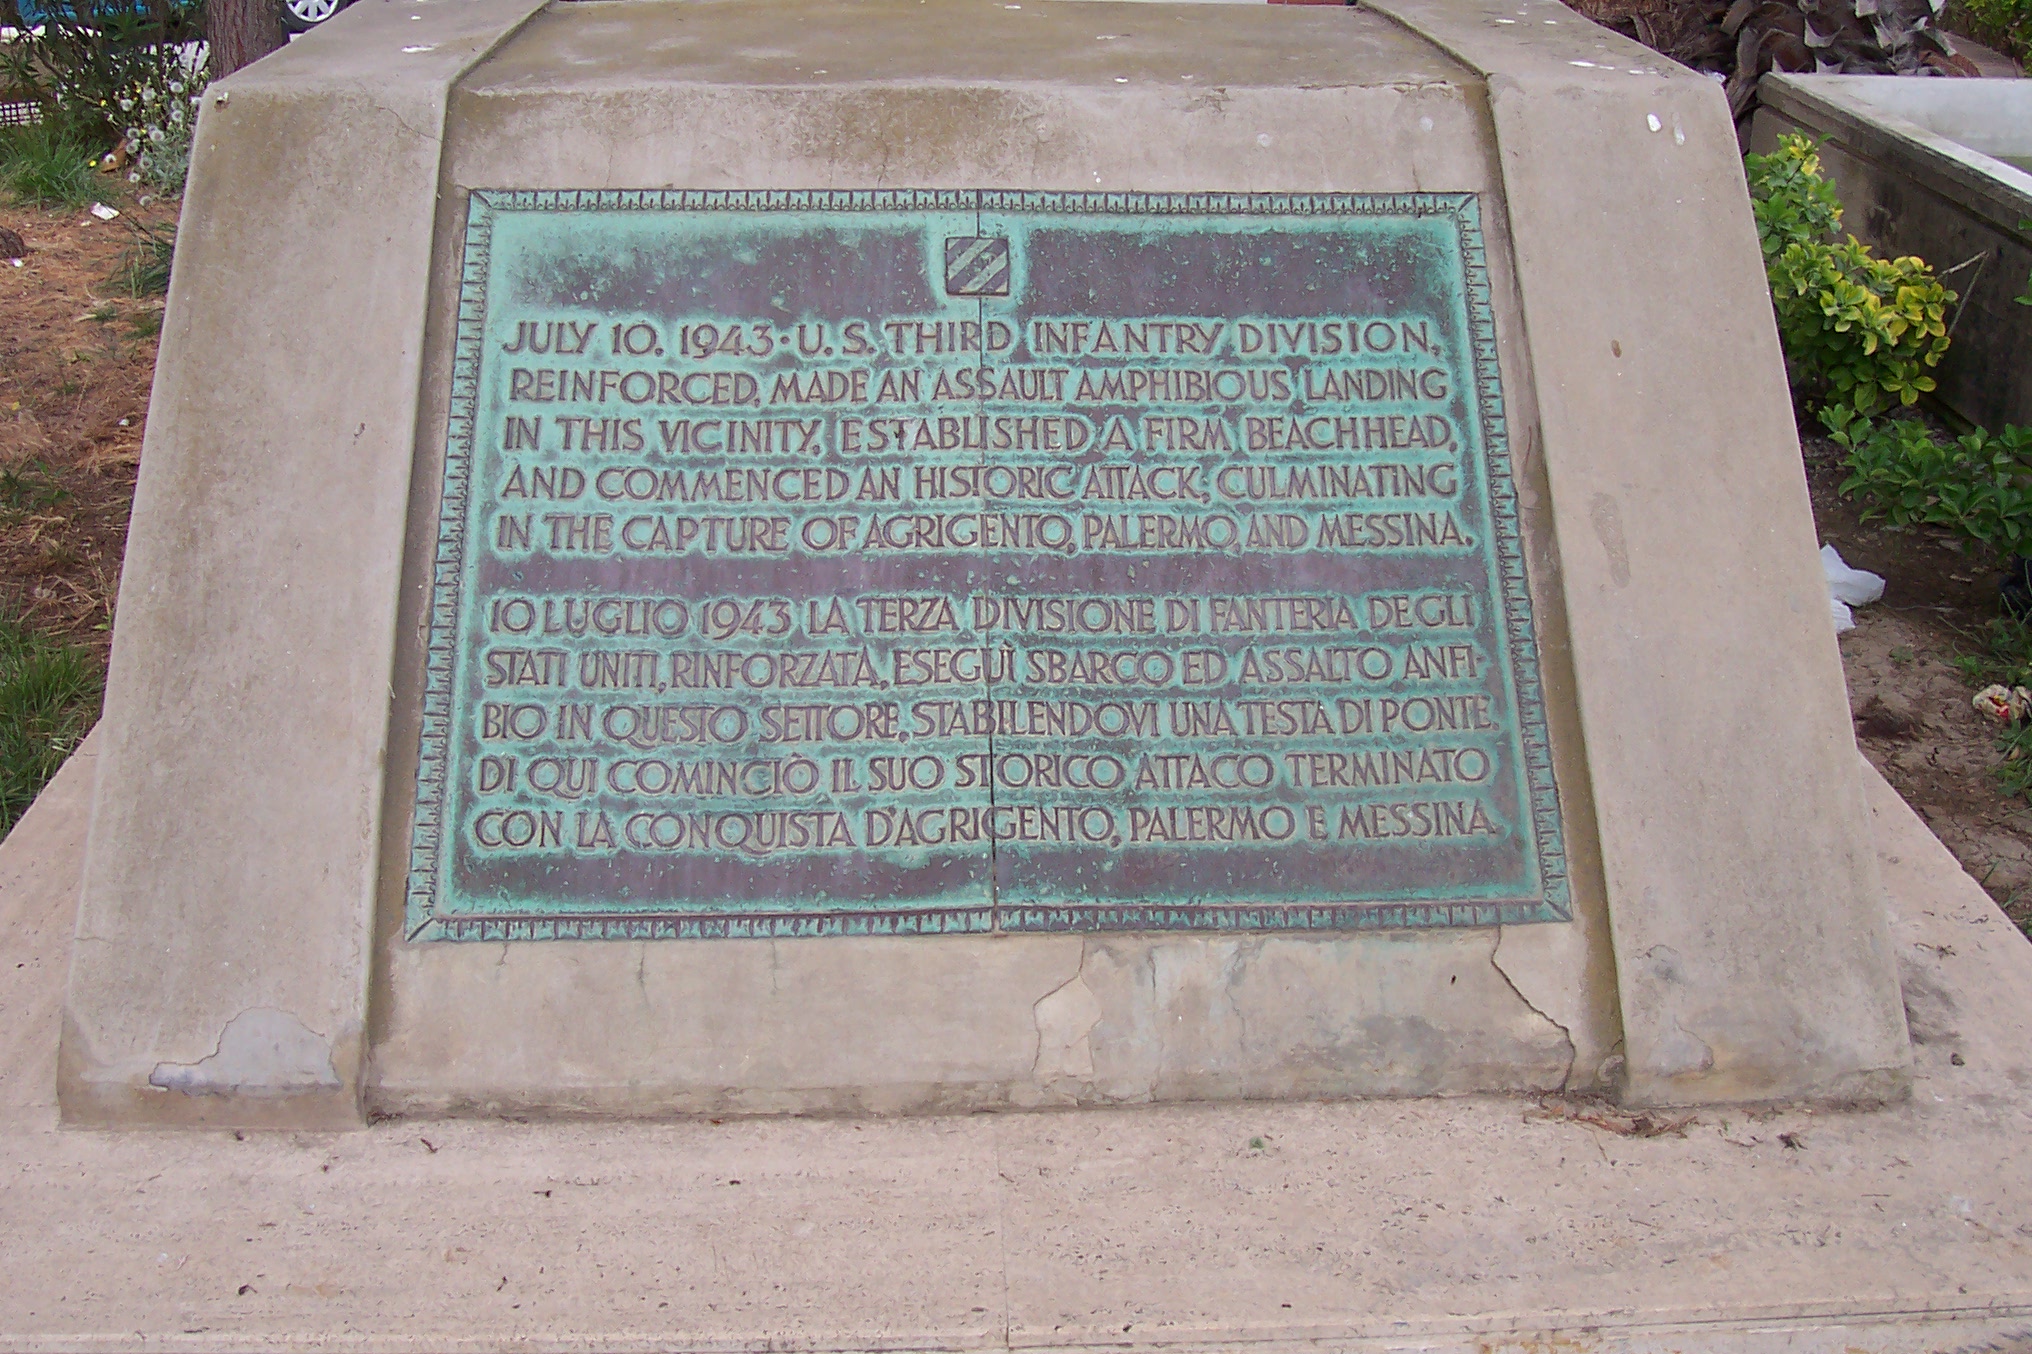 JULY 10. 1943 · U. S. THIRD INFANTRY DIVISION,
REINFORCED, MADE AN ASSAULT AMPHIBIOUS LANDING
IN THIS VICINITY, ESTABLISHED A FIRM BEACHHEAD,
AND COMMENCED AN HISTORIC ATTACK, CULMINATING
IN THE CAPTURE OF AGRIGENTO, PALERMO, AND MESSINA.
10 LUGLIO 1943 LA TERZA DIVISIONE DI FANTERIA DEGLI
STATI UNITI, RINFORZATA, ESEGUÌ SBARCO ED ASSALTO ANFI-
BIO IN QUESTO SETTORE, STABILENDOVI UNA TESTA DI PONTE.
DI QUI COMINCIÒ IL SUO STORICO ATTACO TERMINATO
CON LA CONQUISTA D'AGRIGENTO, PALERMO E MESSINA.